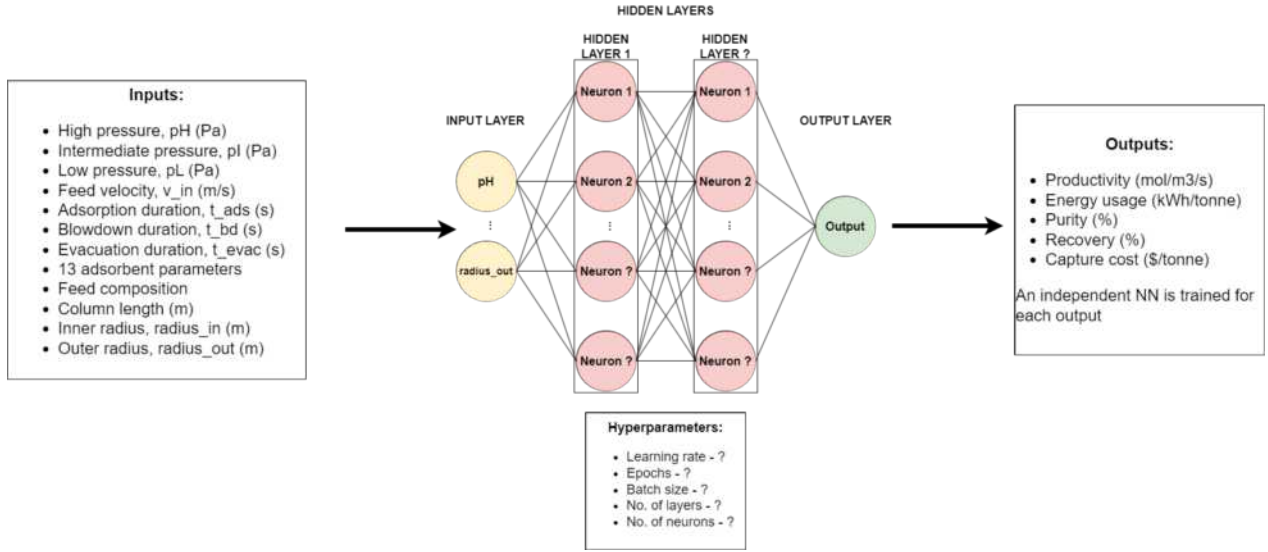 Inputs:
• High pressure, pH (Pa)
• Intermediate pressure, pI (Pa)
• Low pressure, pL (Pa)
• Feed velocity, v_in (m/s)
• Adsorption duration, t_ads (s)
• Blowdown duration, t_bd (s)
• Evacuation duration, t_evac (s)
• 13 adsorbent parameters
• Feed composition
• Column length (m)
• Inner radius, radius_in (m)
• Outer radius, radius_out (m)
HIDDEN LAYERS
HIDDEN
LAYER 1
HIDDEN
LAYER ?
INPUT LAYER
pH
⋮
radius_out
Neuron 1
Neuron 2
⋮
Neuron ?
Neuron ?
Neuron 1
Neuron 2
⋮
Neuron ?
Neuron ?
OUTPUT LAYER
Output
Hyperparameters:
• Learning rate - ?
• Epochs - ?
• Batch size - ?
• No. of layers - ?
• No. of neurons - ?
Outputs:
• Productivity (mol/m3/s)
• Energy usage (kWh/tonne)
• Purity (%)
• Recovery (%)
• Capture cost ($/tonne)
An independent NN is trained for
each output